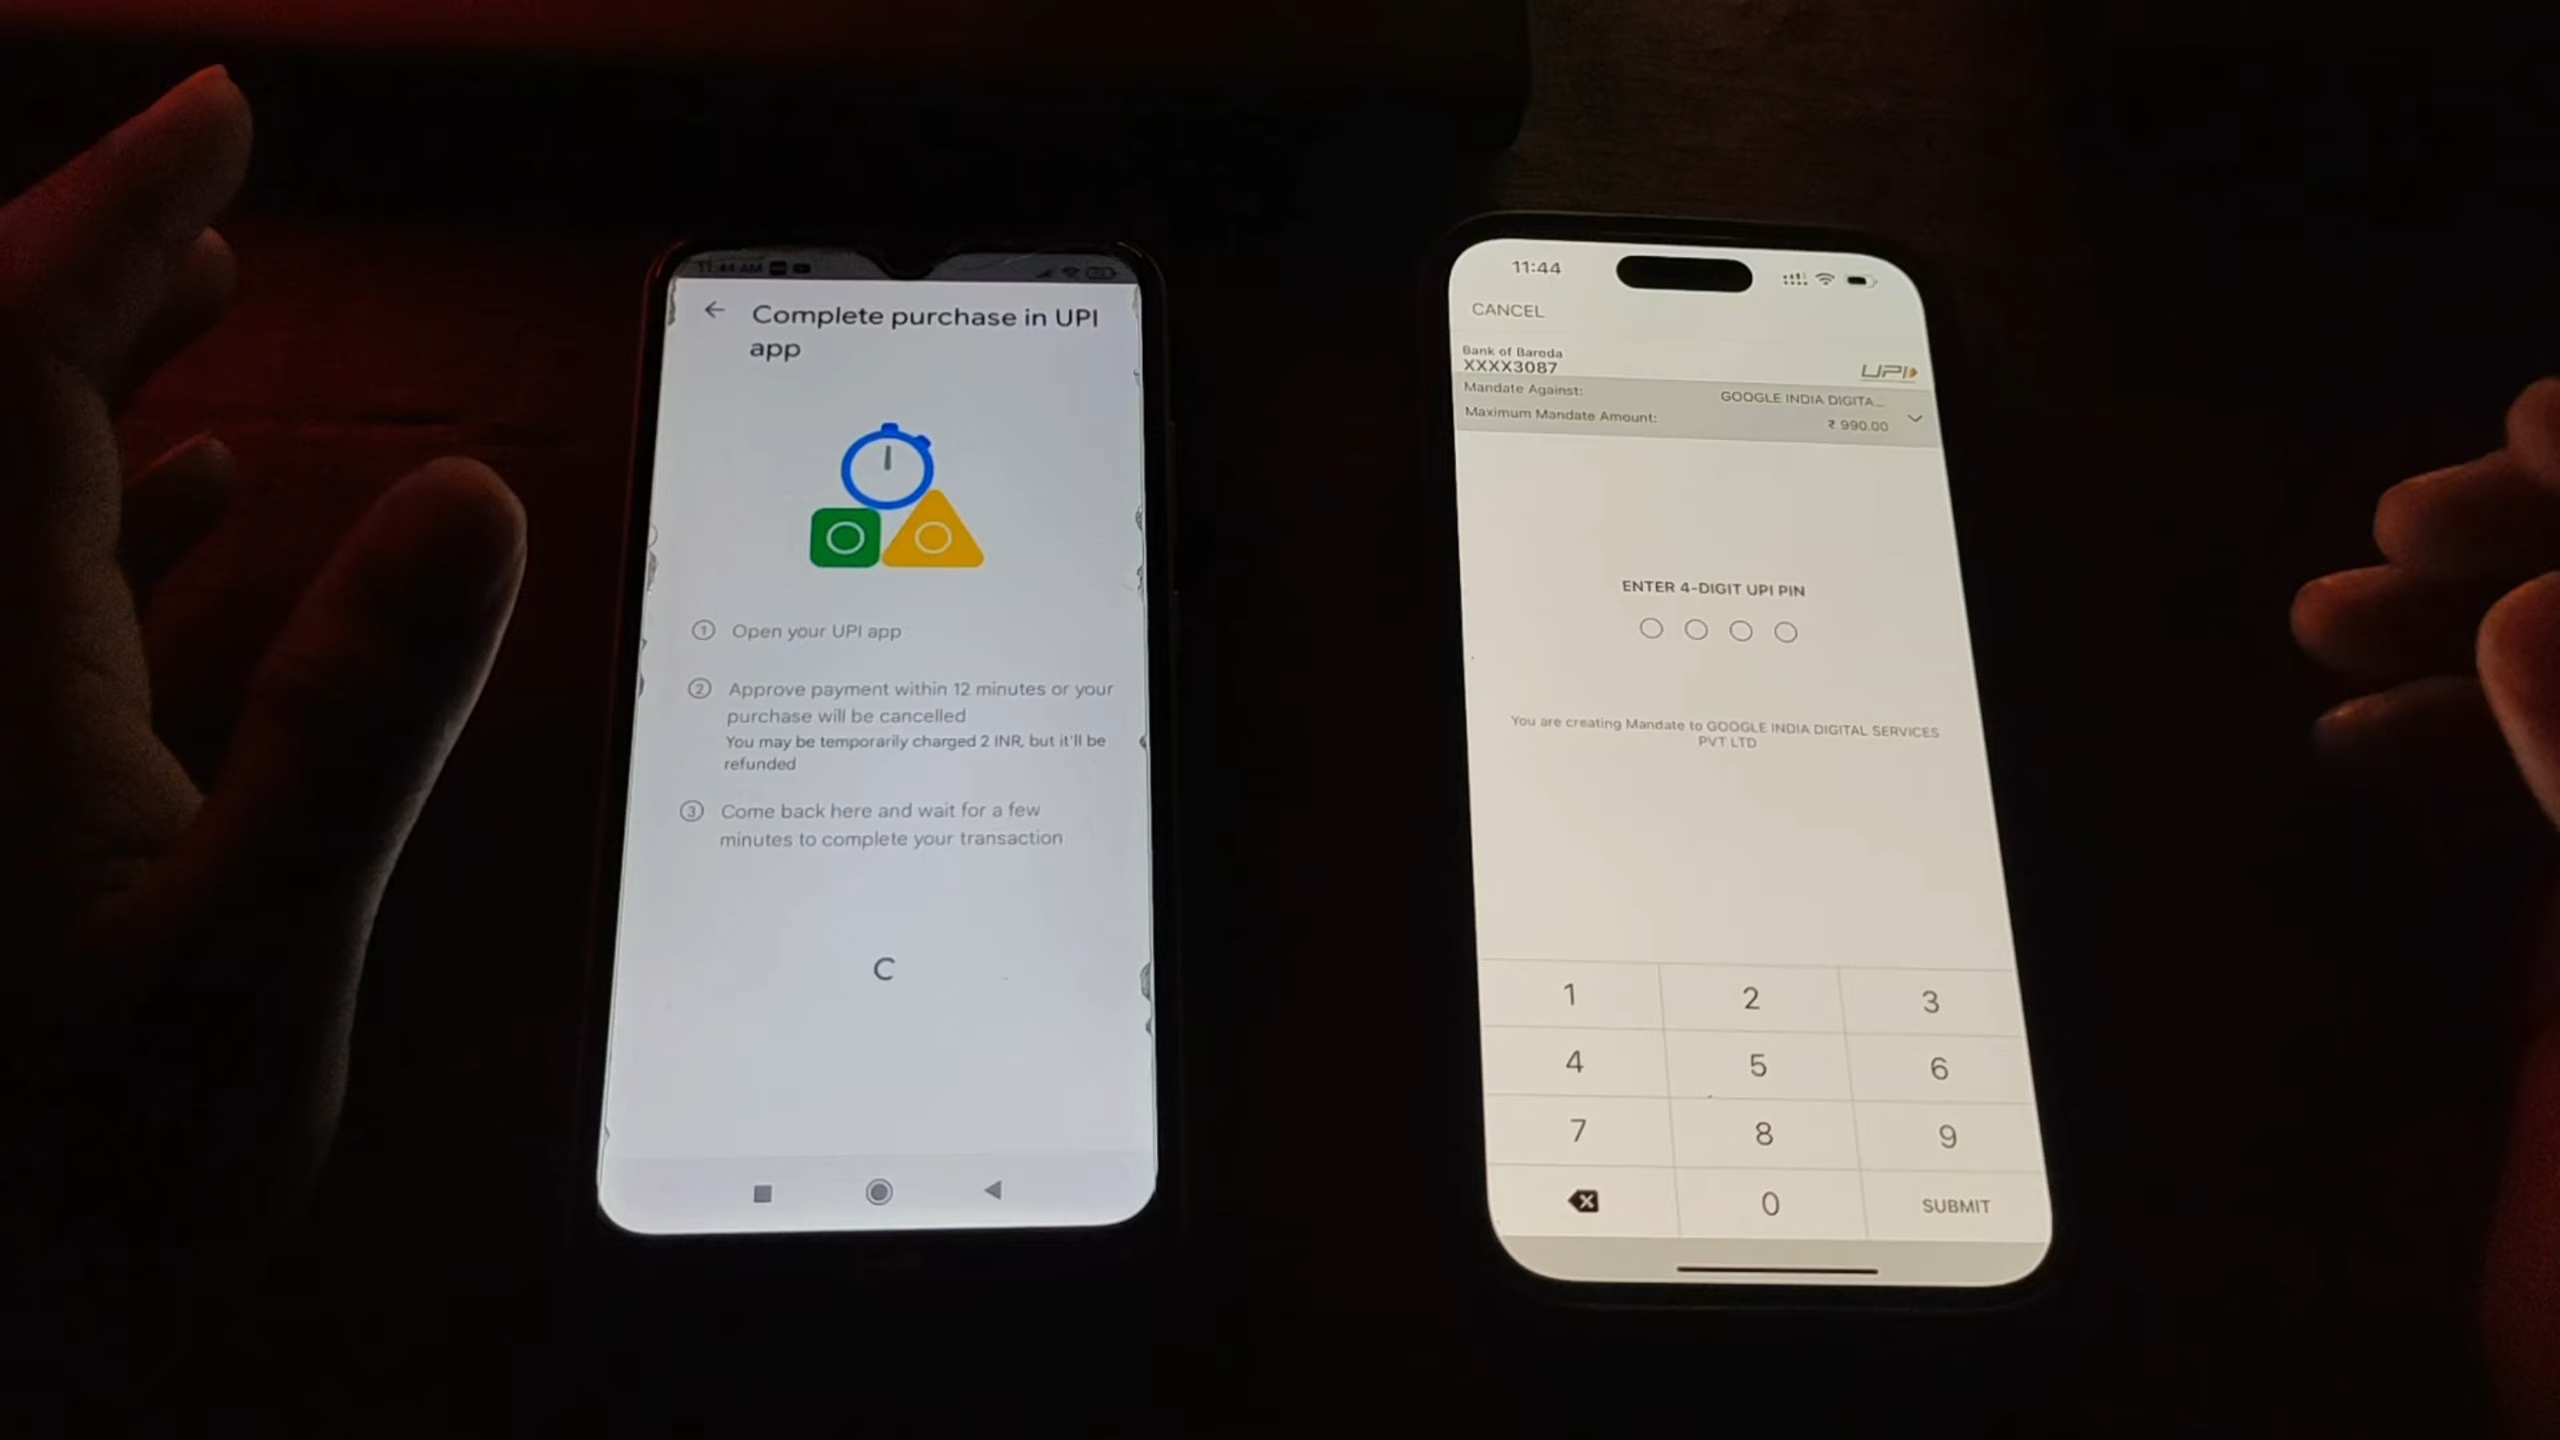 11:44 AM
Complete purchase in UPI
app
1 Open your UPI app
2 Approve payment within 12 minutes or your
purchase will be cancelled
You may be temporarily charged 2 INR, but it'll be
refunded
3 Come back here and wait for a few
minutes to complete your transaction
11:44
CANCEL
Bank of Baroda
XXXX3087
UPI
Mandate Against: GOOGLE INDIA DIGITA...
Maximum Mandate Amount: ₹ 990.00
ENTER 4-DIGIT UPI PIN
You are creating Mandate to GOOGLE INDIA DIGITAL SERVICES
PVT LTD
1 2 3
4 5 6
7 8 9
0 SUBMIT